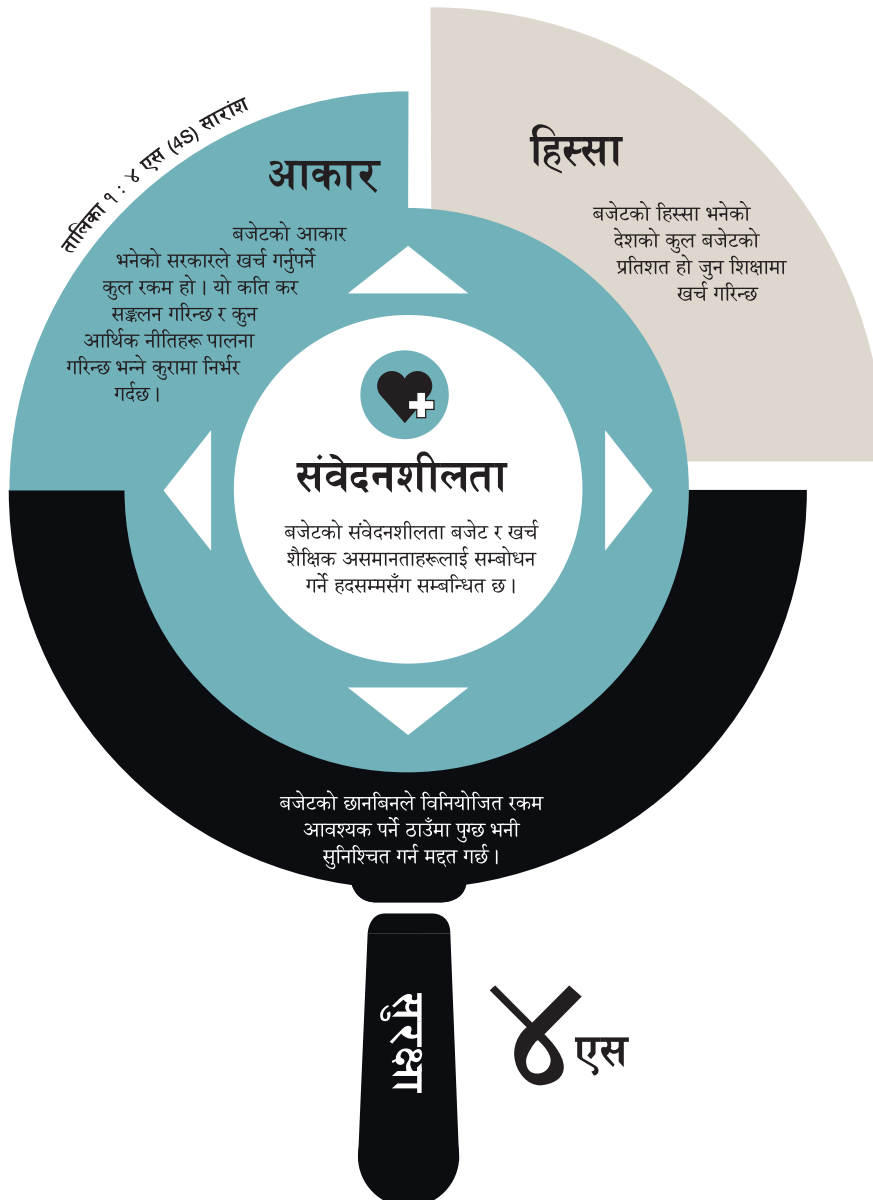 तालिका १ : ४ एस (4S) सारांश
आकार
बजेटको आकार
भनेको सरकारले खर्च गर्नुपर्ने
कुल रकम हो । यो कति कर
सङ्कलन गरिन्छ र कुन
आर्थिक नीतिहरू पालना
गरिन्छ भन्ने कुरामा निर्भर
गर्दछ ।
हिस्सा
बजेटको हिस्सा भनेको
देशको कुल बजेटको
प्रतिशत हो जुन शिक्षामा
खर्च गरिन्छ
संवेदनशीलता
बजेटको संवेदनशीलता बजेट र खर्च
शैक्षिक असमानताहरूलाई सम्बोधन
गर्ने हदसम्मसँग सम्बन्धित छ ।
बजेटको छानबिनले विनियोजित रकम
आवश्यक पर्ने ठाउँमा पुग्छ भनी
सुनिश्चित गर्न मद्दत गर्छ ।
सुरक्षा
४ एस